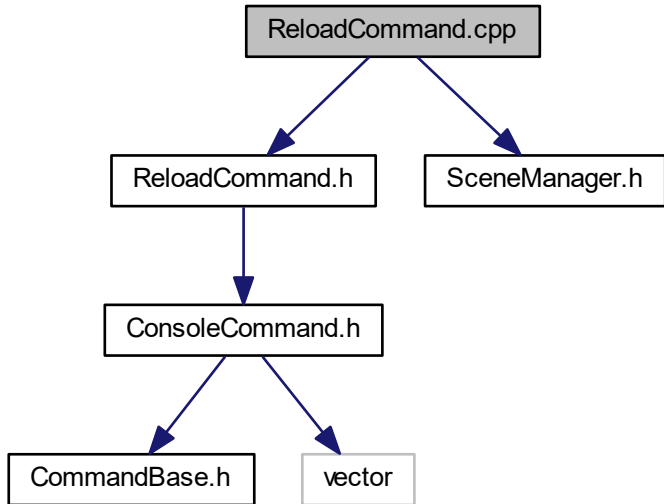 ReloadCommand.cpp
ReloadCommand.h
SceneManager.h
ConsoleCommand.h
CommandBase.h
vector